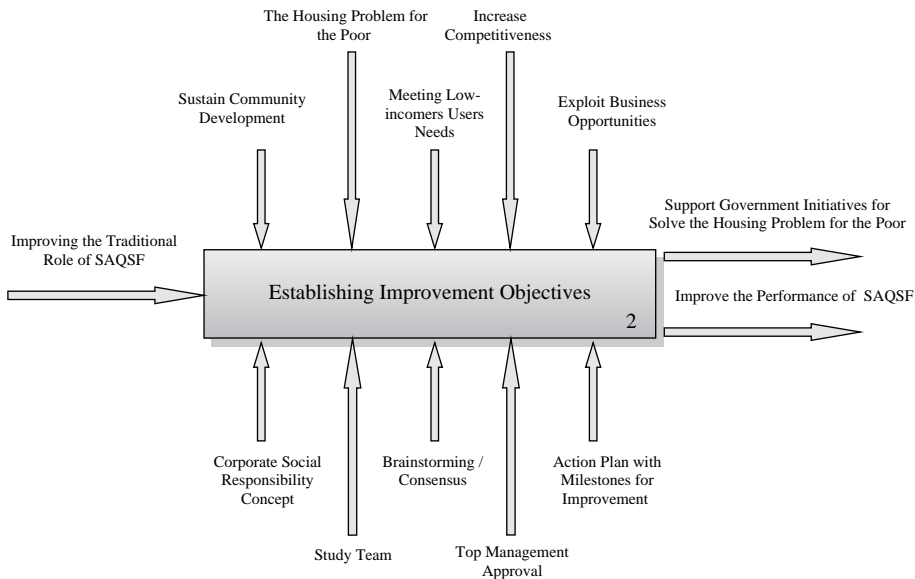 The Housing Problem for
the Poor
Increase
Competitiveness
Sustain Community
Development
Meeting Low-
incomers Users
Needs
Exploit Business
Opportunities
Support Government Initiatives for
Solve the Housing Problem for the Poor
Improving the Traditional
Role of SAQSF
Establishing Improvement Objectives
2
Improve the Performance of SAQSF
Corporate Social
Responsibility
Concept
Brainstorming /
Consensus
Action Plan with
Milestones for
Improvement
Study Team
Top Management
Approval